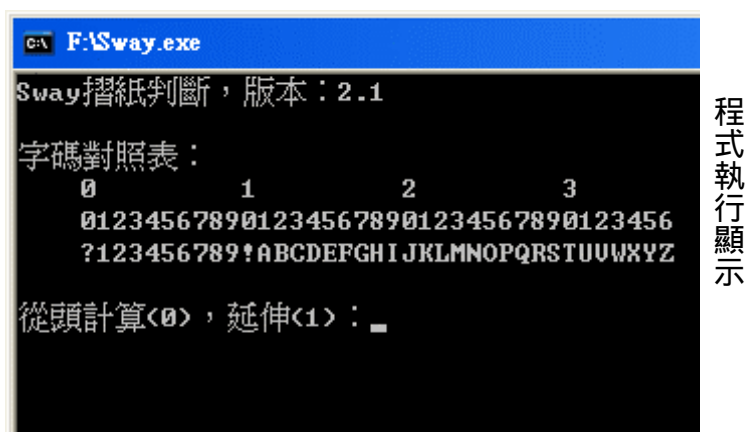 F:\Sway.exe
Sway摺紙判斷，版本：2.1
字碼對照表：
0 1 2 3
0123456789012345678901234567890123456
?123456789!ABCDEFGHIJKLMNOPQRSTUVWXYZ
從頭計算<0>，延伸<1>：
程式執行顯示